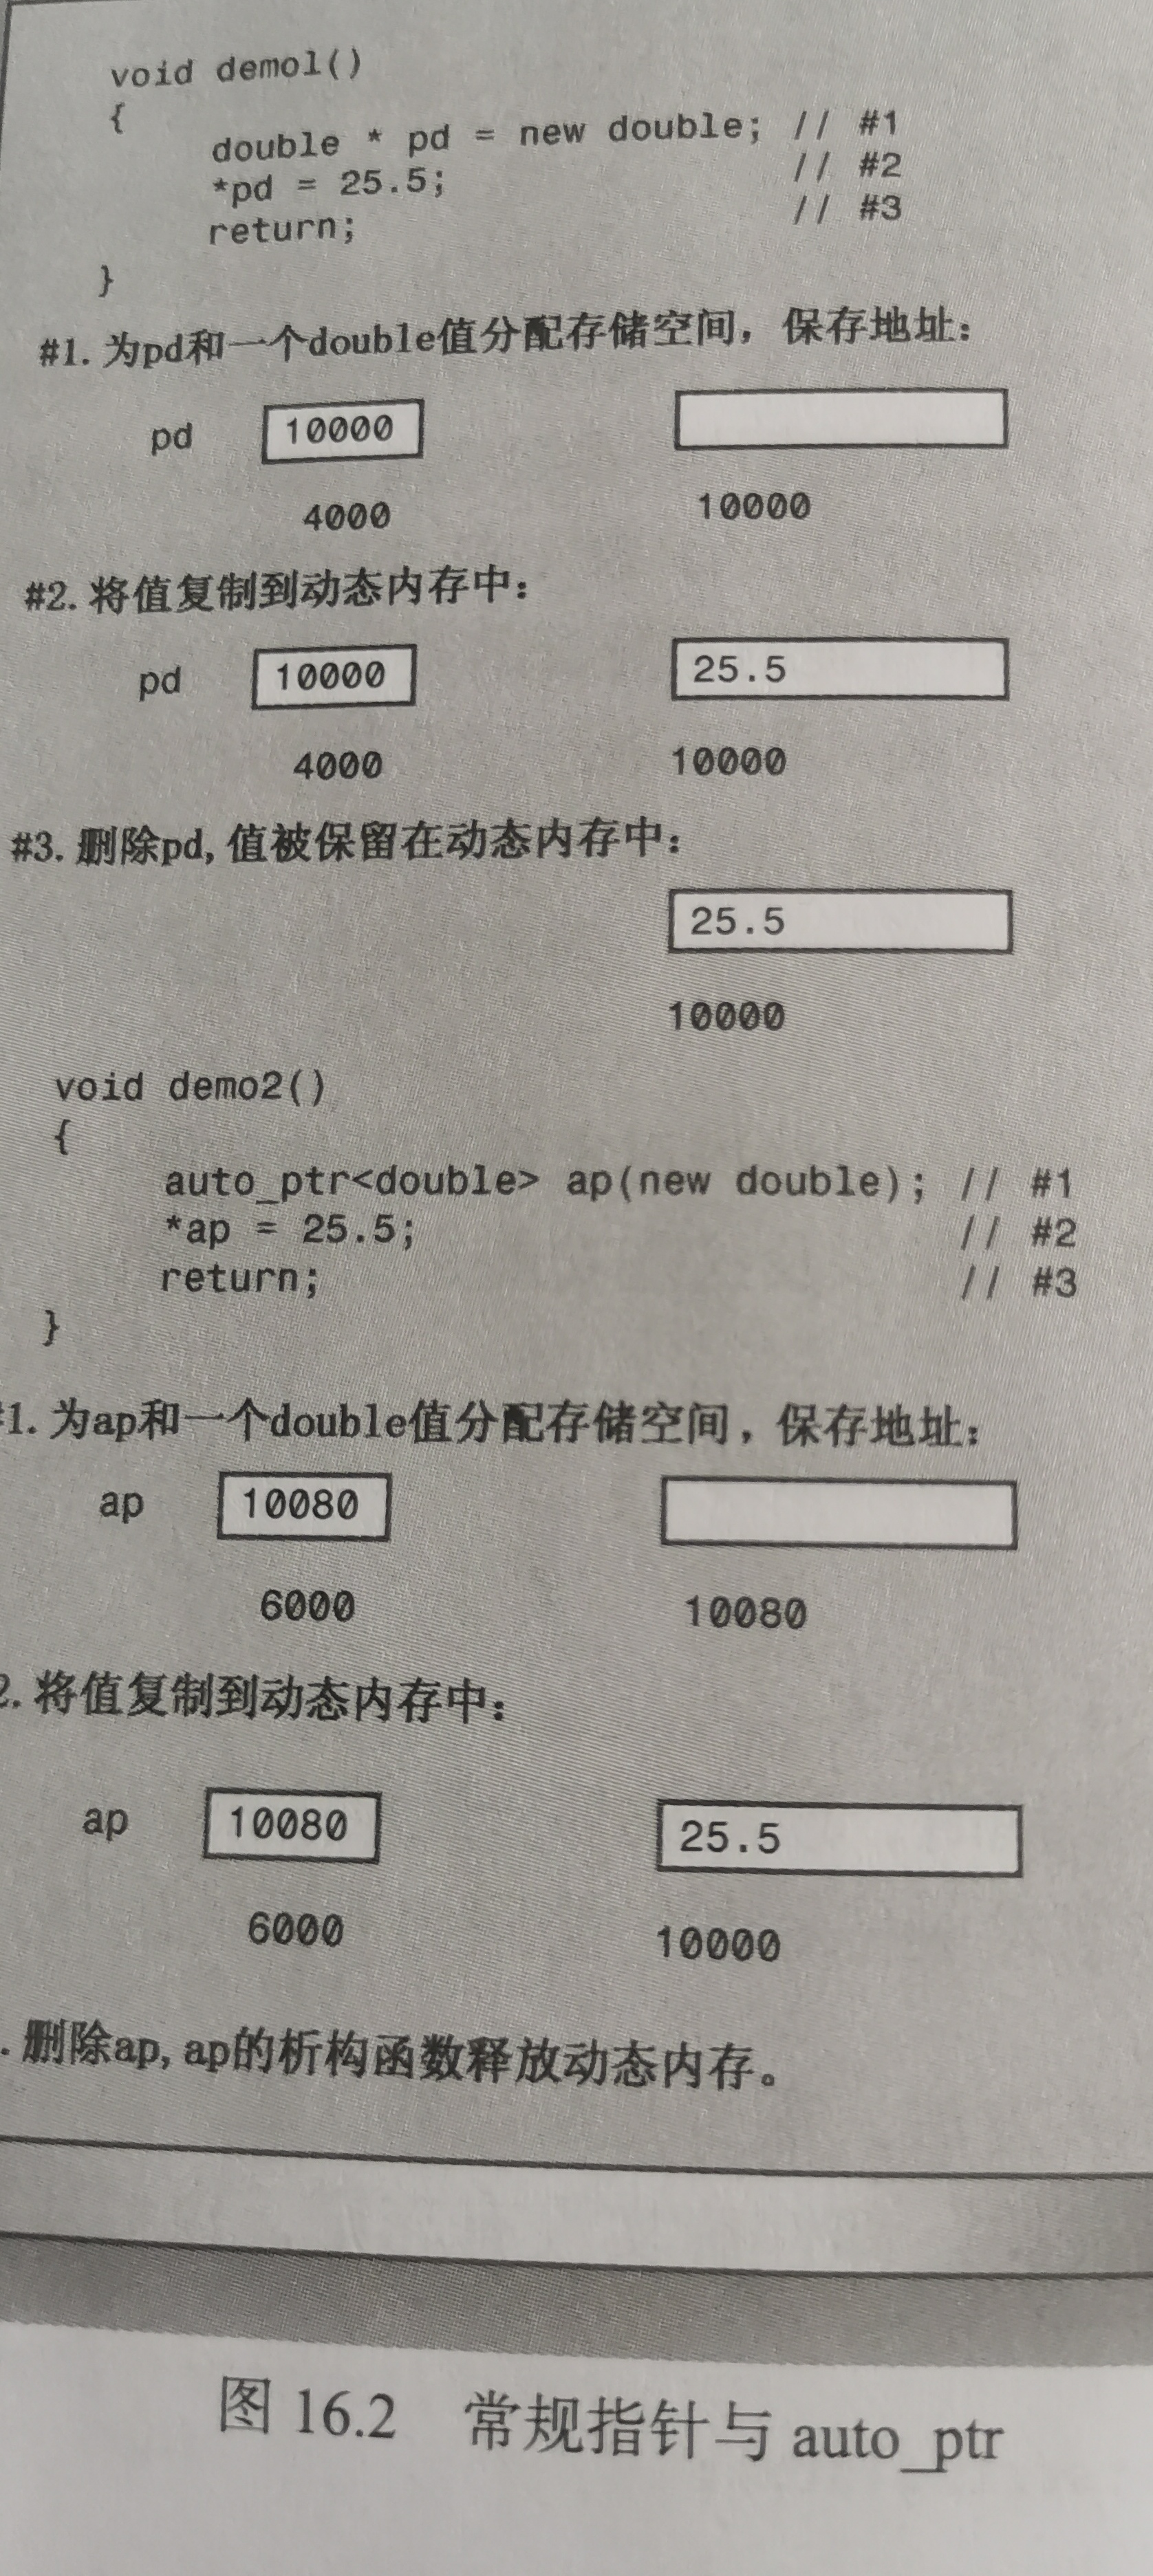 void demo1()
{
double * pd = new double; // #1
*pd = 25.5; // #2
return; // #3
}
#1. 为pd和一个double值分配存储空间，保存地址：
pd 10000
4000 10000
#2. 将值复制到动态内存中：
pd 10000 25.5
4000 10000
#3. 删除pd, 值被保留在动态内存中：
25.5
10000
void demo2()
{
auto_ptr<double> ap(new double); // #1
*ap = 25.5; // #2
return; // #3
}
#1. 为ap和一个double值分配存储空间，保存地址：
ap 10080
6000 10080
2. 将值复制到动态内存中：
ap 10080 25.5
6000 10000
. 删除ap, ap的析构函数释放动态内存。
图 16.2 常规指针与 auto_ptr